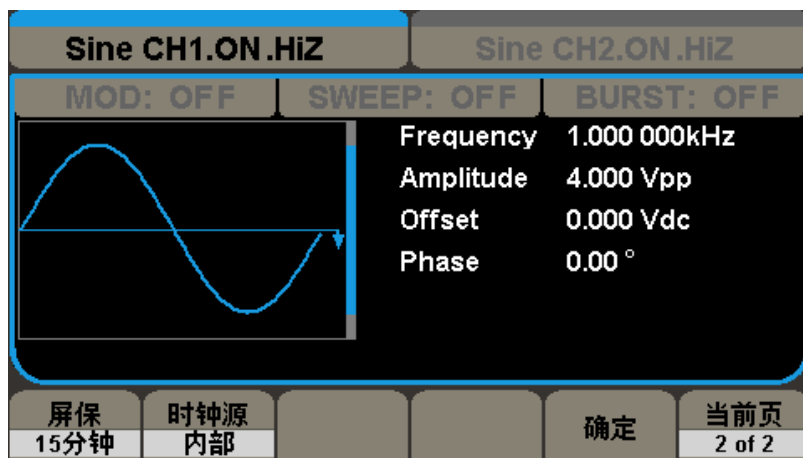 Sine CH1.ON.HiZ Sine CH2.ON.HiZ
MOD: OFF SWEEP: OFF BURST: OFF
Frequency 1.000 000kHz
Amplitude 4.000 Vpp
Offset 0.000 Vdc
Phase 0.00 °
屏保 时钟源 确定 当前页
15分钟 内部 2 of 2